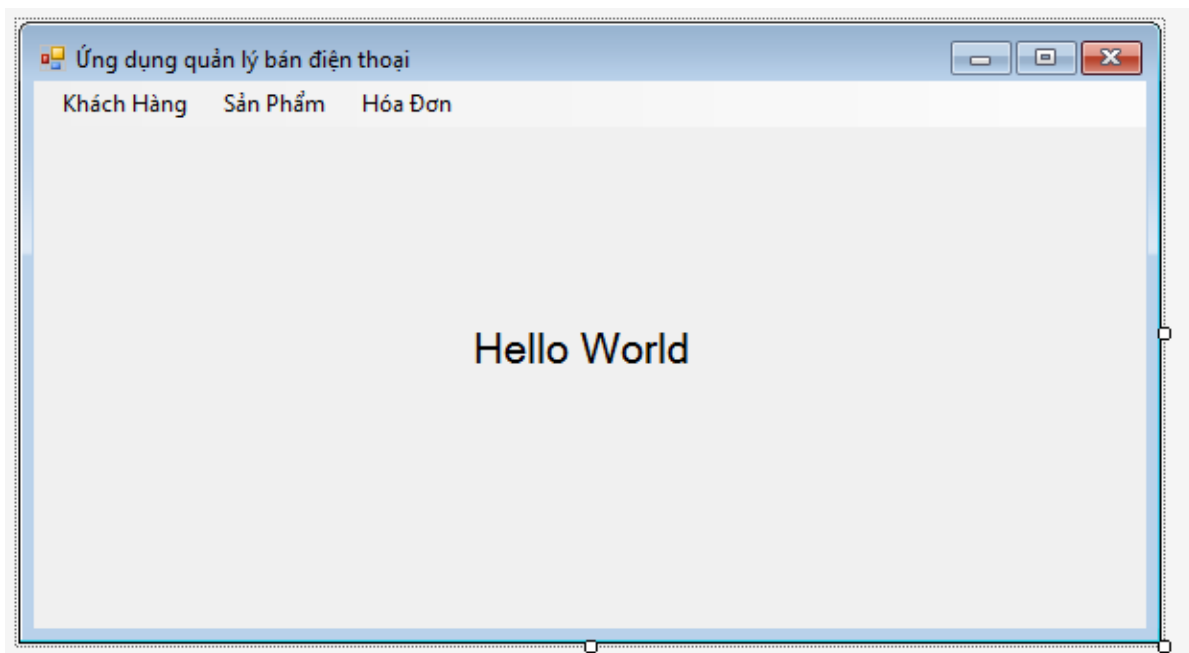 Ứng dụng quản lý bán điện thoại
Khách Hàng Sản Phẩm Hóa Đơn
Hello World